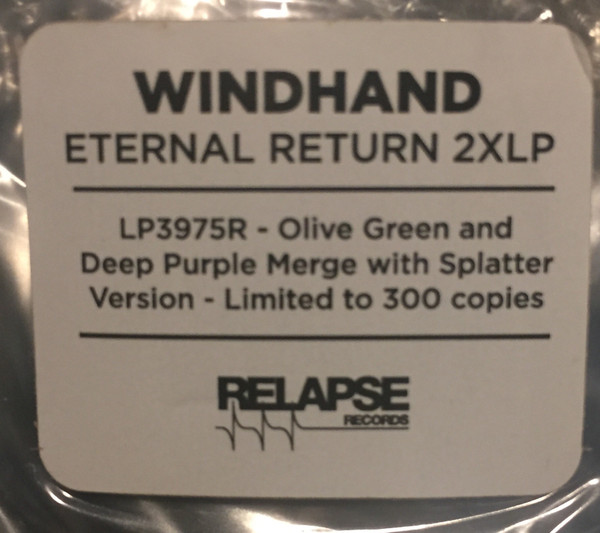 WINDHAND
ETERNAL RETURN 2XLP
LP3975R - Olive Green and
Deep Purple Merge with Splatter
Version - Limited to 300 copies
RELAPSE
RECORDS